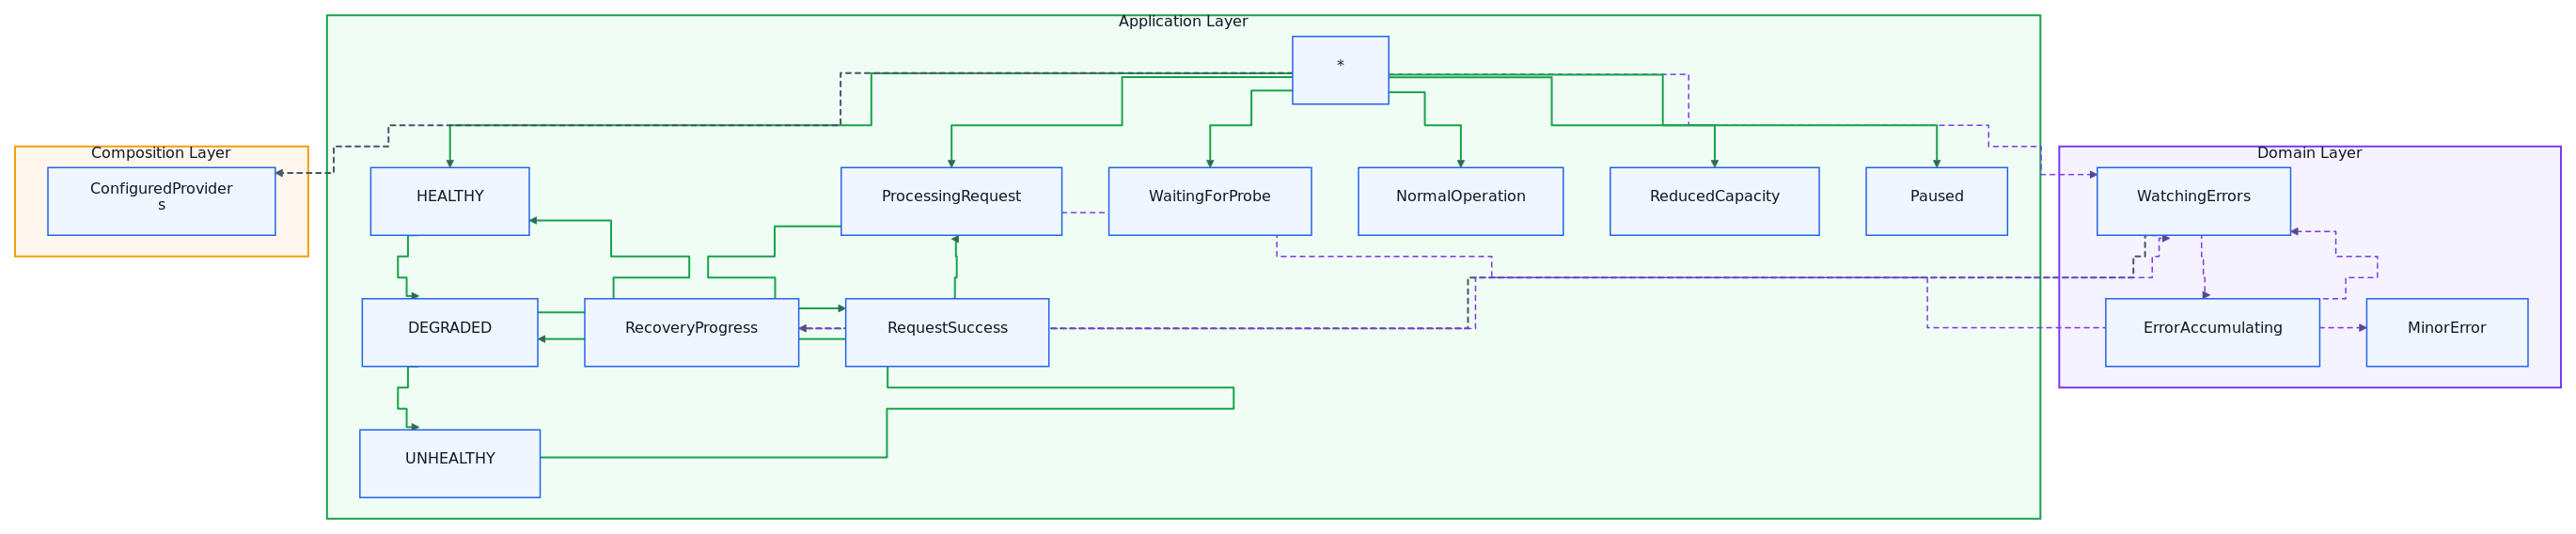 Application Layer
*
Composition Layer
Domain Layer
ConfiguredProvider
s
HEALTHY
ProcessingRequest
WaitingForProbe
NormalOperation
ReducedCapacity
Paused
WatchingErrors
DEGRADED
RecoveryProgress
RequestSuccess
ErrorAccumulating
MinorError
UNHEALTHY